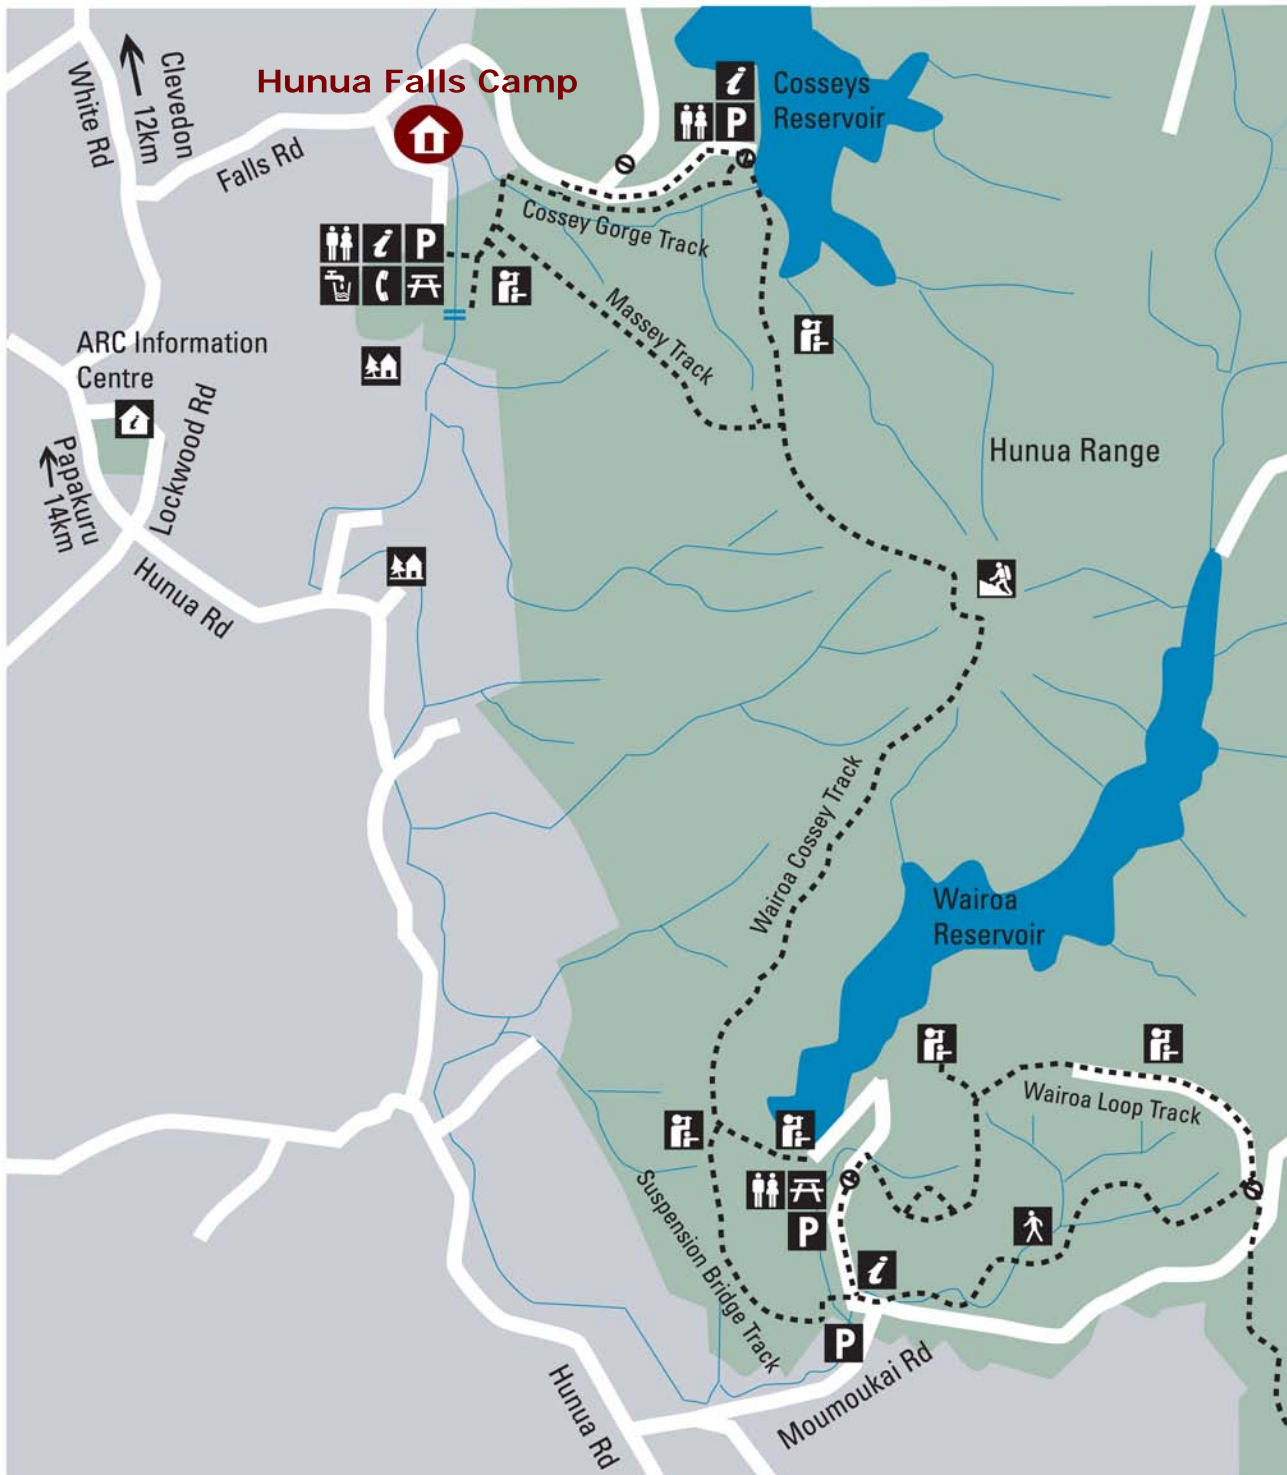 Hunua Falls Camp
Clevedon
12km
White Rd
Falls Rd
Cosseys
Reservoir
P
Cossey Gorge Track
P
Massey Track
ARC Information
Centre
Lockwood Rd
Papakuru
14km
Hunua Rd
Hunua Range
Wairoa Cossey Track
Wairoa
Reservoir
Wairoa Loop Track
Suspension Bridge Track
P
P
Moumoukai Rd
Hunua Rd
i
i
i
i